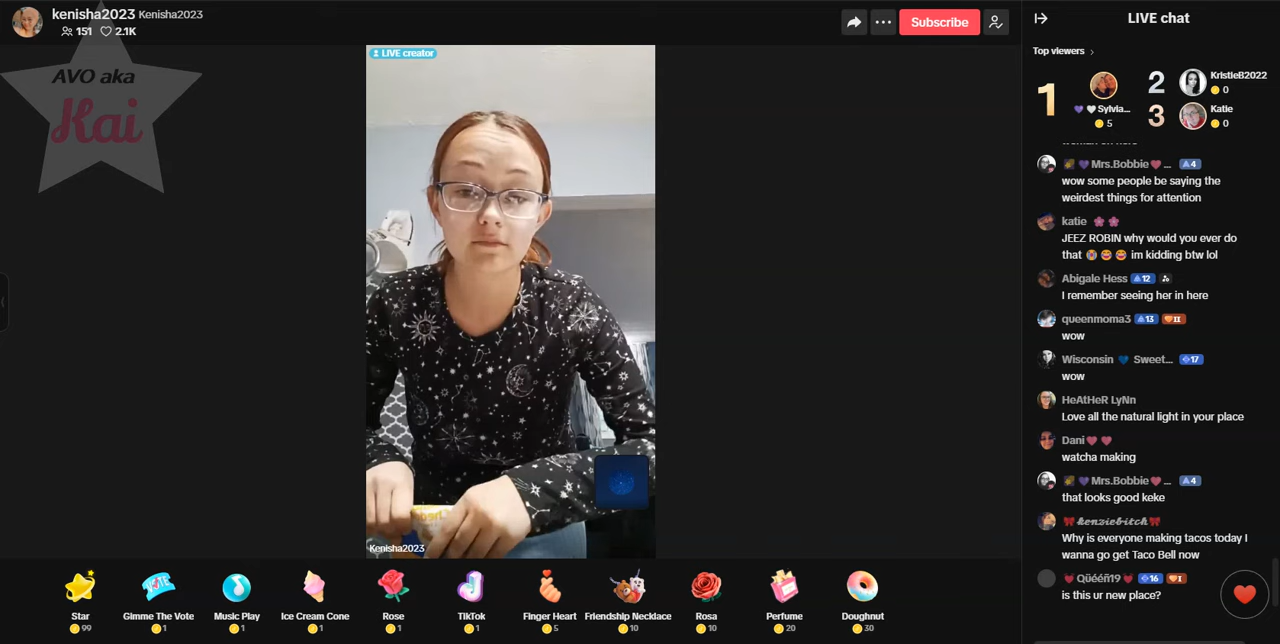 kenisha2023 Kenisha2023
151 2.1K
AVO aka
Kai
Subscribe
LIVE creator
Kenisha2023
Star
99
Gimme The Vote
1
Music Play
1
Ice Cream Cone
1
Rose
1
TikTok
1
Finger Heart
5
Friendship Necklace
10
Rosa
10
Perfume
20
Doughnut
30
LIVE chat
Top viewers >
1
💜🤍Sylvia...
5
2
KristieB2022
0
3
Katie
0
💜Mrs.Bobbie❤... 4
wow some people be saying the
weirdest things for attention
katie 🌸🌸
JEEZ ROBIN why would you ever do
that im kidding btw lol
Abigale Hess 12
I remember seeing her in here
queenmoma3 13 II
wow
Wisconsin 💙 Sweet... 17
wow
HeAtHeR LyNn
Love all the natural light in your place
Dani❤❤
watcha making
💜Mrs.Bobbie❤... 4
that looks good keke
🎀𝓴𝓮𝓷𝔃𝓲𝓮𝓫𝓲𝓽𝓬𝓱🎀
Why is everyone making tacos today I
wanna go get Taco Bell now
❤Qüééñ19❤ 16 I
is this ur new place?